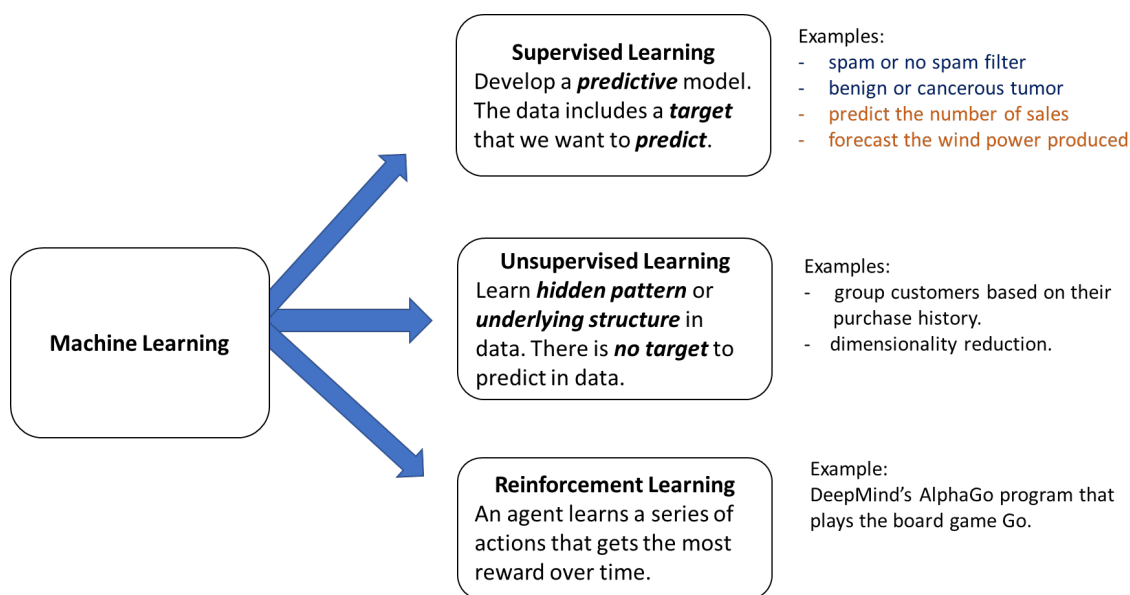 Machine Learning
Supervised Learning
Develop a predictive model.
The data includes a target
that we want to predict.
Examples:
- spam or no spam filter
- benign or cancerous tumor
- predict the number of sales
- forecast the wind power produced
Unsupervised Learning
Learn hidden pattern or
underlying structure in
data. There is no target to
predict in data.
Examples:
- group customers based on their
purchase history.
- dimensionality reduction.
Reinforcement Learning
An agent learns a series of
actions that gets the most
reward over time.
Example:
DeepMind’s AlphaGo program that
plays the board game Go.